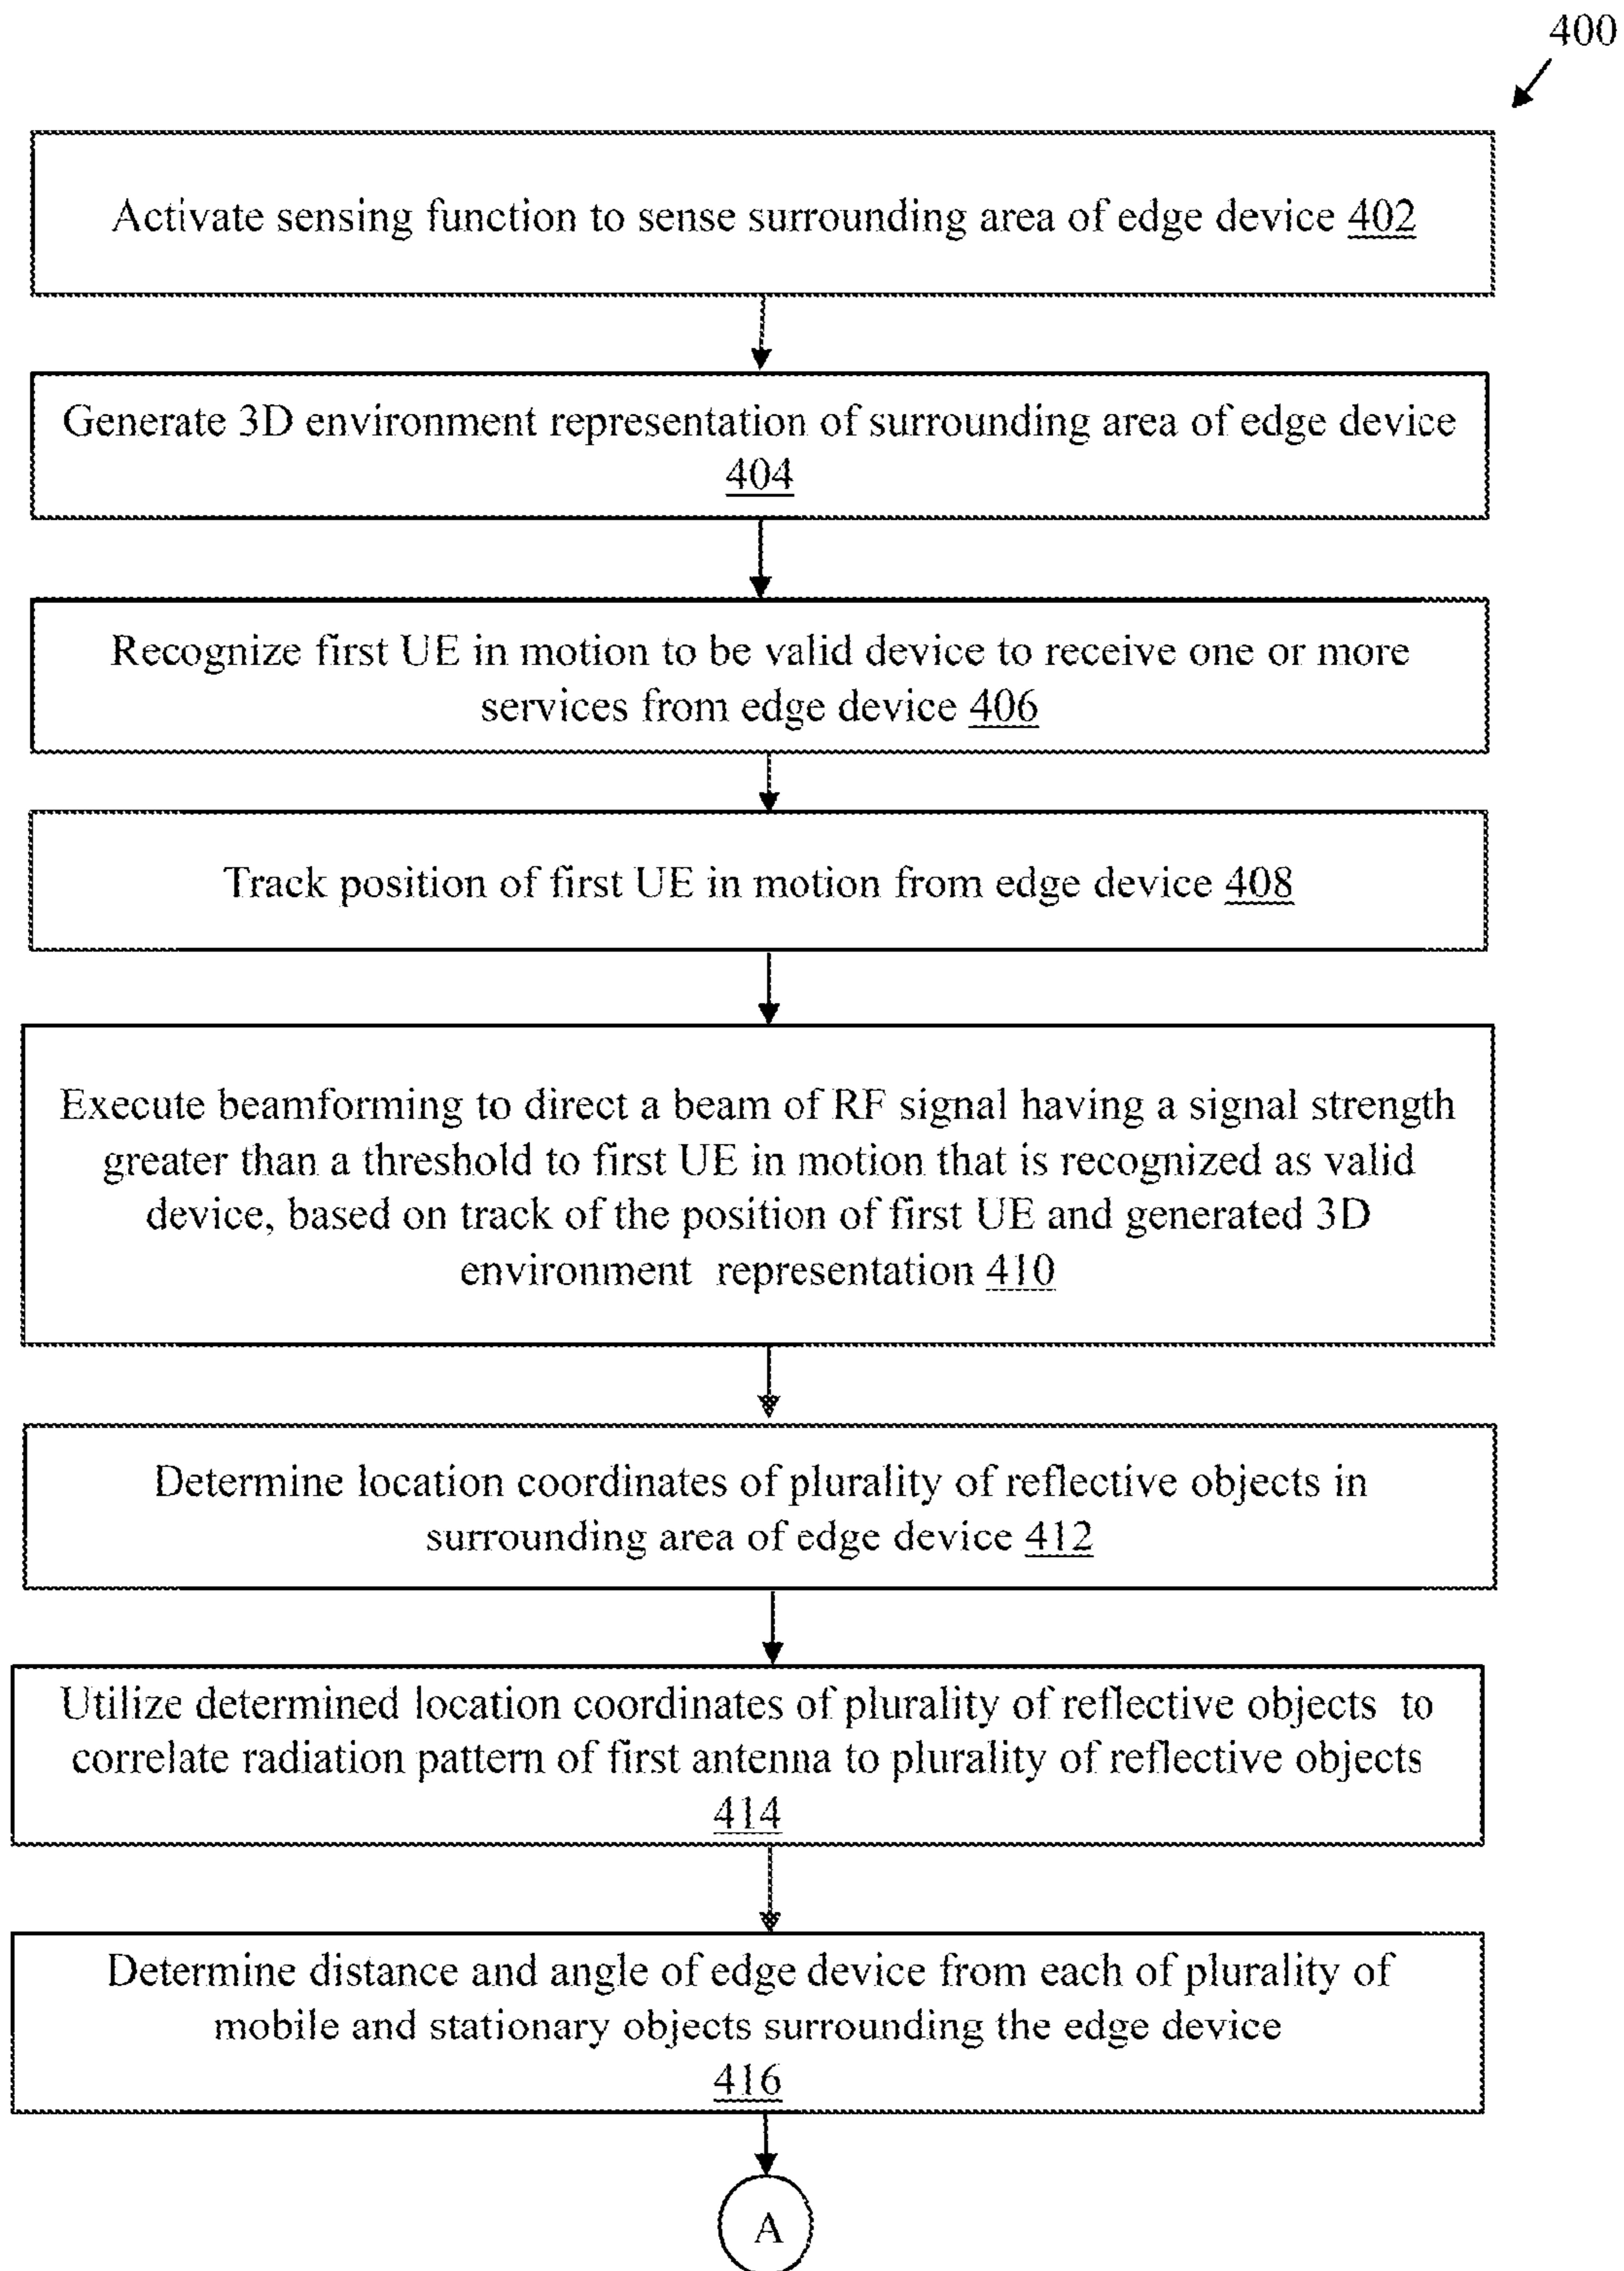 400
Activate sensing function to sense surrounding area of edge device 402
Generate 3D environment representation of surrounding area of edge device
404
Recognize first UE in motion to be valid device to receive one or more
services from edge device 406
Track position of first UE in motion from edge device 408
Execute beamforming to direct a beam of RF signal having a signal strength
greater than a threshold to first UE in motion that is recognized as valid
device, based on track of the position of first UE and generated 3D
environment representation 410
Determine location coordinates of plurality of reflective objects in
surrounding area of edge device 412
Utilize determined location coordinates of plurality of reflective objects to
correlate radiation pattern of first antenna to plurality of reflective objects
414
Determine distance and angle of edge device from each of plurality of
mobile and stationary objects surrounding the edge device
416
A